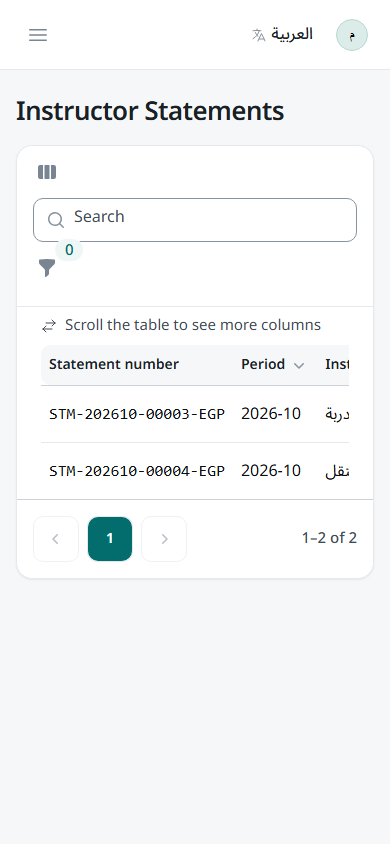 العربية
م
Instructor Statements
Search
0
Scroll the table to see more columns
Statement number Period Inst
STM-202610-00003-EGP 2026-10
STM-202610-00004-EGP 2026-10
1 1–2 of 2